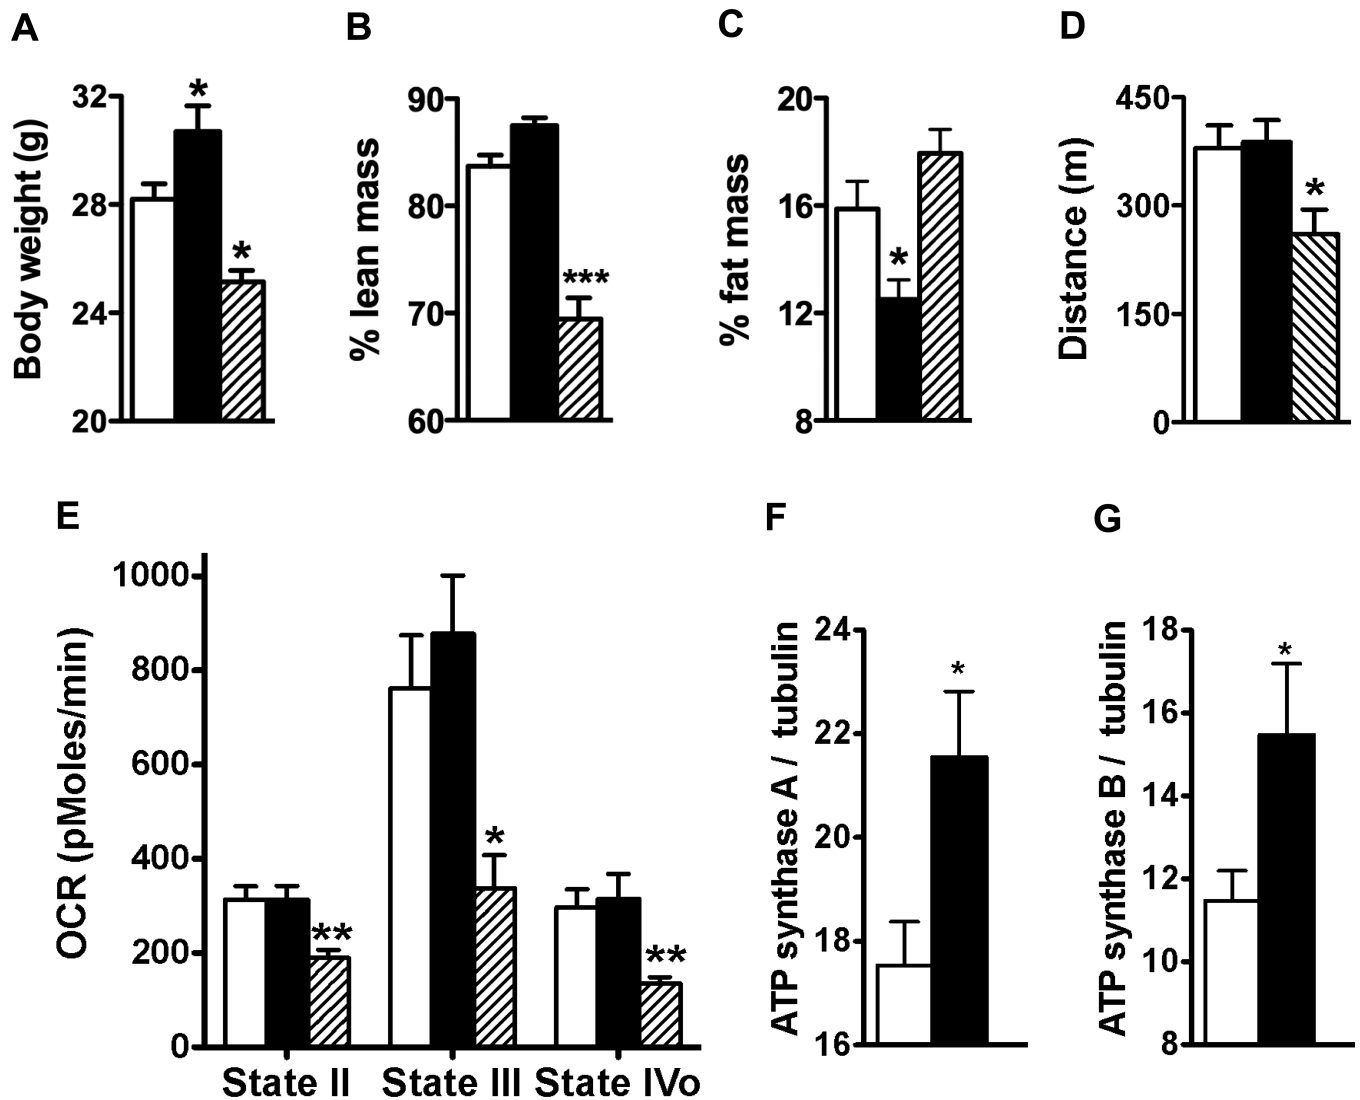 A
Body weight (g)
32
28
24
20
*
*
B
% lean mass
90
80
70
60
***
C
% fat mass
20
16
12
8
*
D
Distance (m)
450
300
150
0
*
E
OCR (pMoles/min)
1000
800
600
400
200
0
**
*
**
State II State III State IVo
F
ATP synthase A / tubulin
24
22
20
18
16
*
G
ATP synthase B / tubulin
18
16
14
12
10
8
*